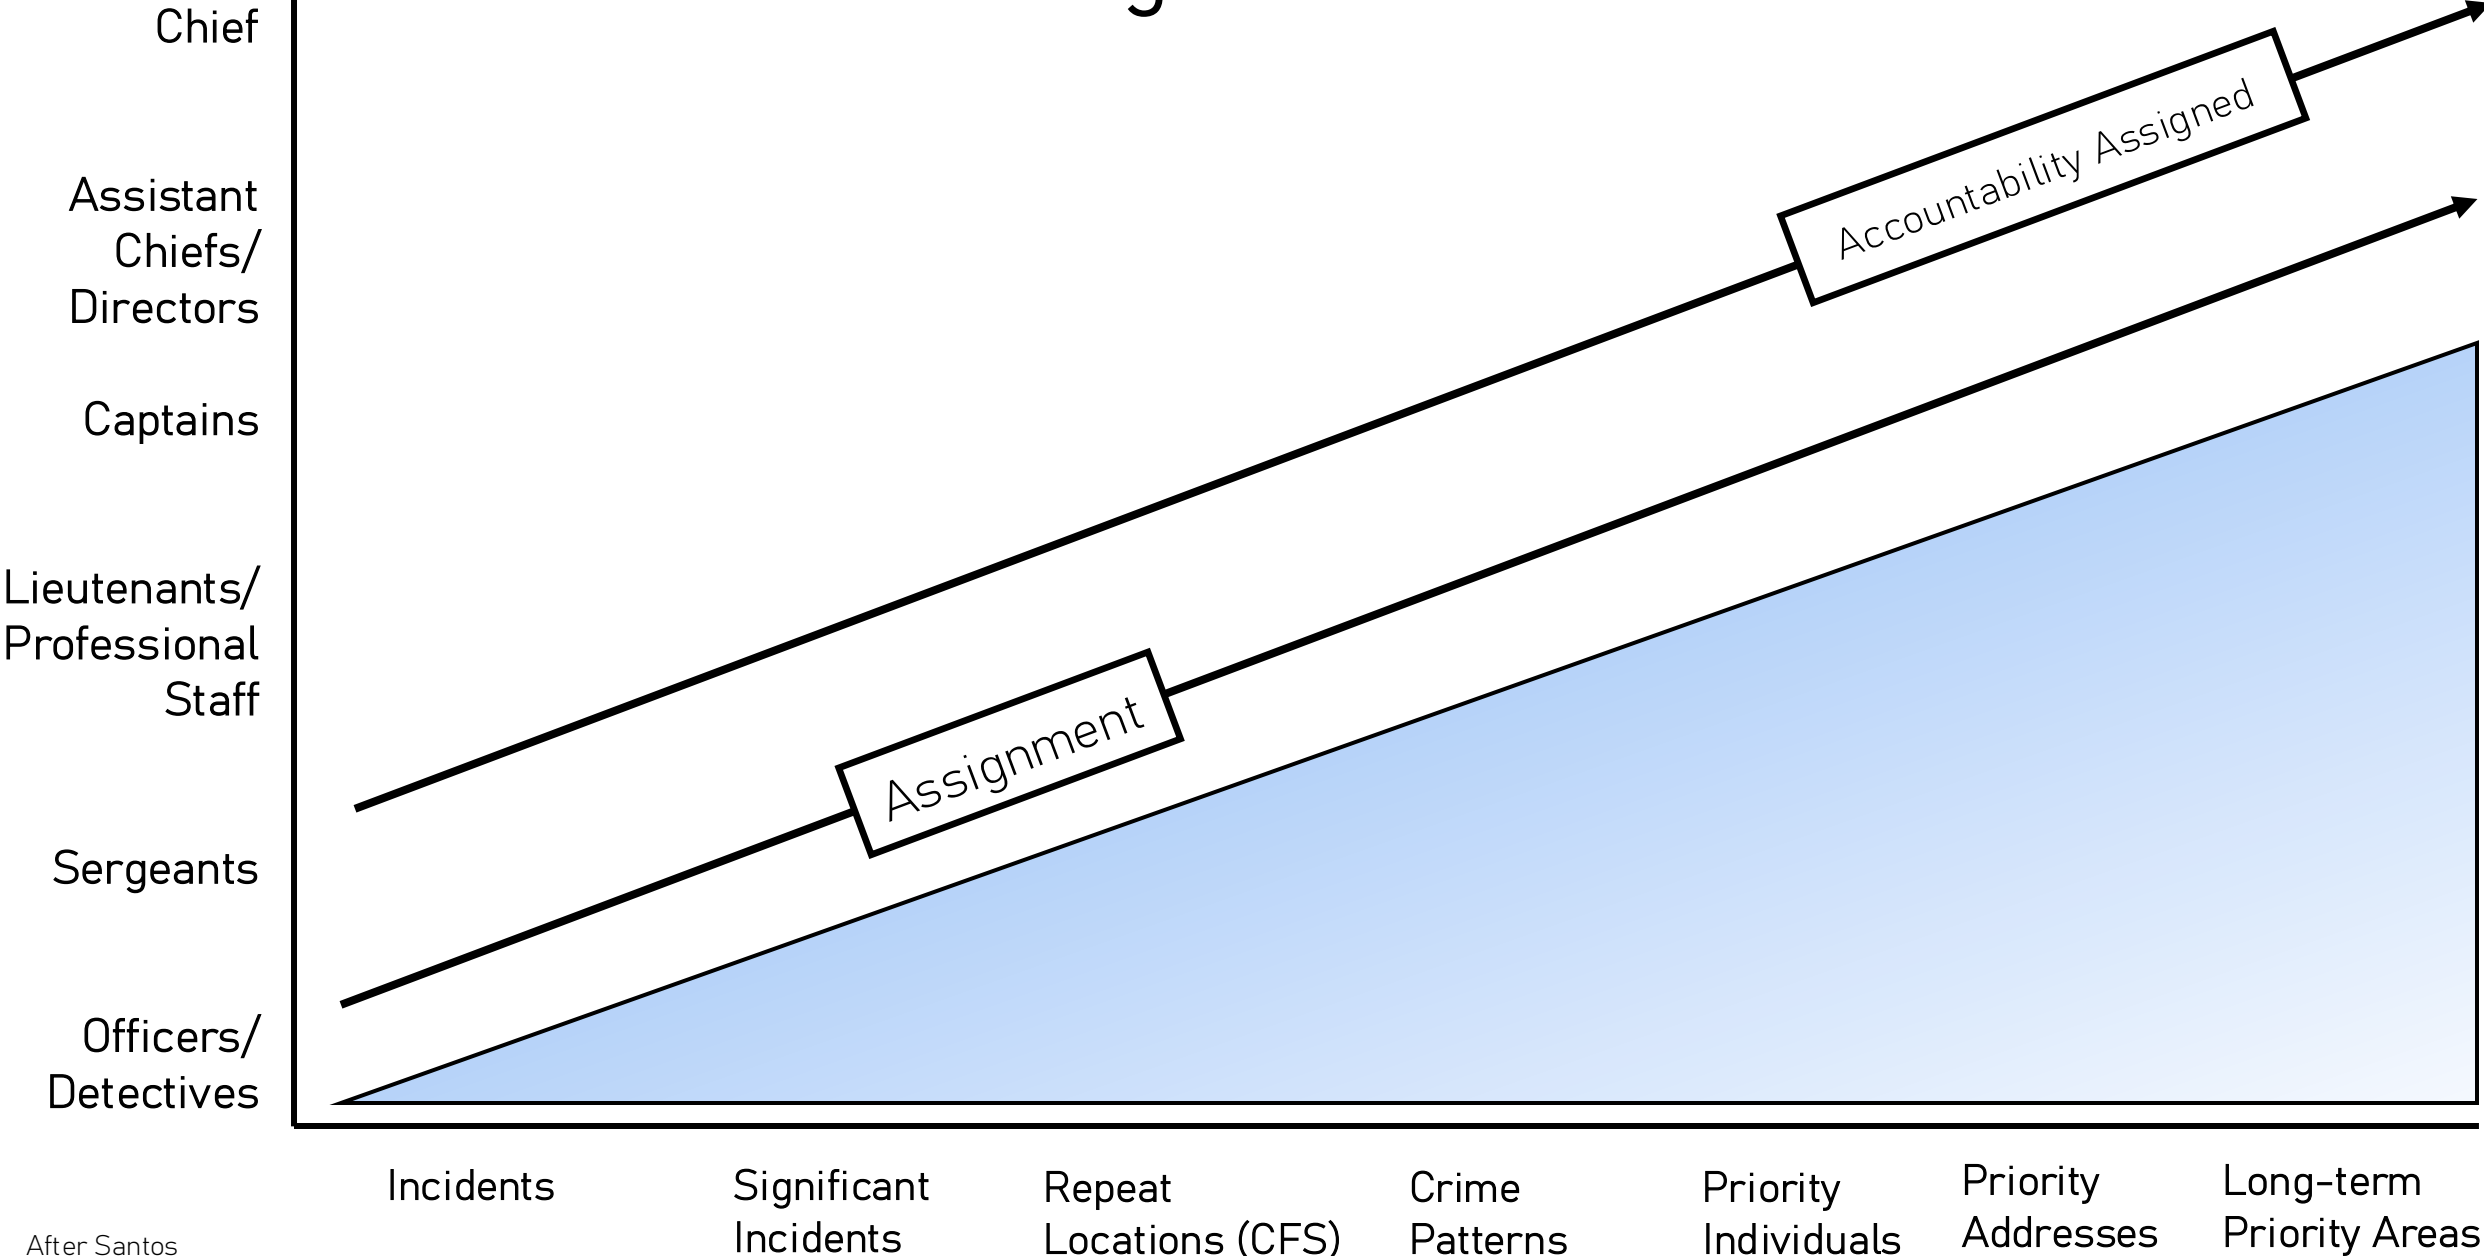 Chief
Assistant
Chiefs/
Directors
Captains
Lieutenants/
Professional
Staff
Sergeants
Officers/
Detectives
Accountability Assigned
Assignment
Incidents
Significant
Incidents
Repeat
Locations (CFS)
Crime
Patterns
Priority
Individuals
Priority
Addresses
Long-term
Priority Areas
After Santos